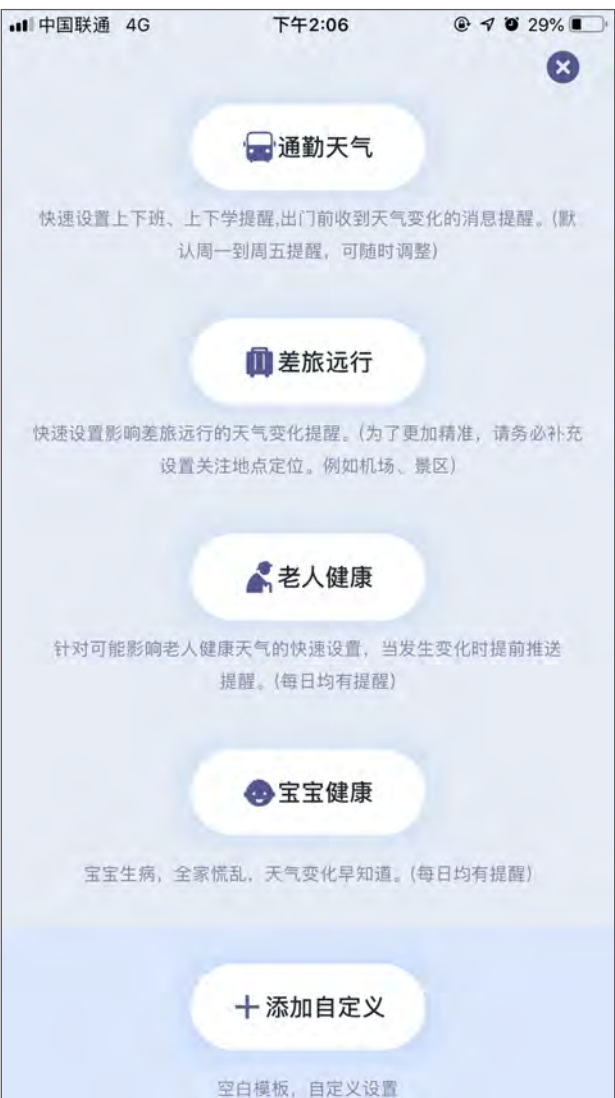 中国联通 4G 下午2:06 29%
通勤天气
快速设置上下班、上下学提醒,出门前收到天气变化的消息提醒。(默
认周一到周五提醒，可随时调整)
差旅远行
快速设置影响差旅远行的天气变化提醒。(为了更加精准，请务必补充
设置关注地点定位。例如机场、景区)
老人健康
针对可能影响老人健康天气的快速设置，当发生变化时提前推送
提醒。(每日均有提醒)
宝宝健康
宝宝生病，全家慌乱，天气变化早知道。(每日均有提醒)
添加自定义
空白模板，自定义设置